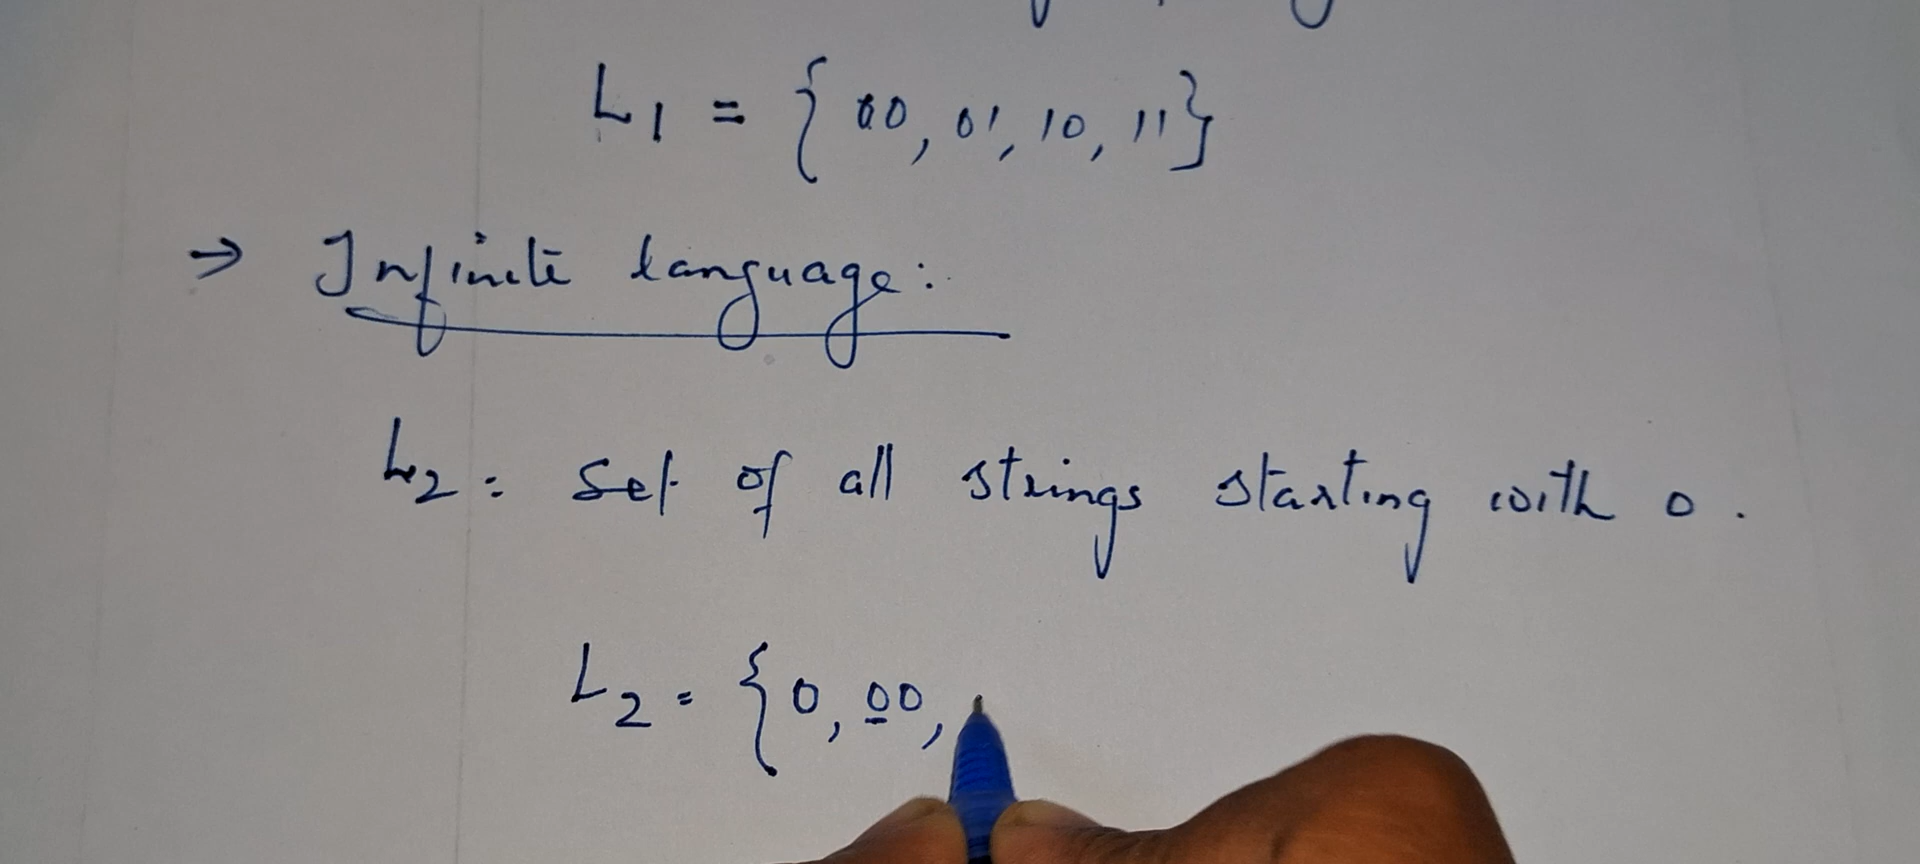 L1 = { 00, 01, 10, 11}
→ Infinite language:
L2 = Set of all strings starting with 0.
L2 = { 0, 00,